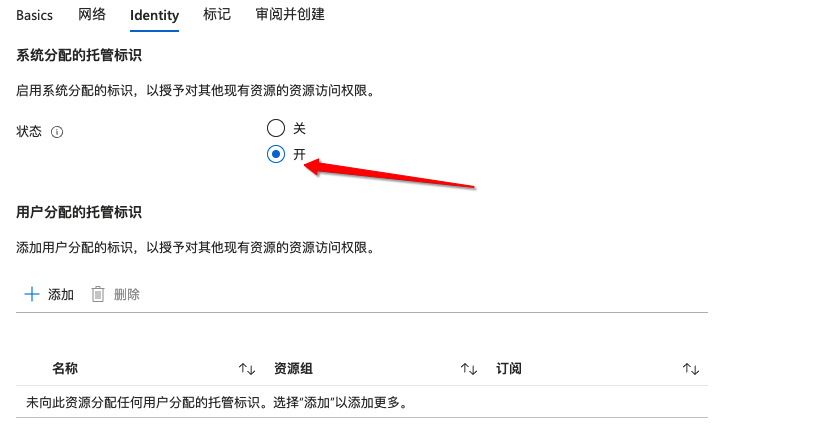 Basics 网络 Identity 标记 审阅并创建
系统分配的托管标识
启用系统分配的标识，以授予对其他现有资源的资源访问权限。
状态 关
开
用户分配的托管标识
添加用户分配的标识，以授予对其他现有资源的资源访问权限。
添加 删除
名称 资源组 订阅
未向此资源分配任何用户分配的托管标识。选择“添加”以添加更多。